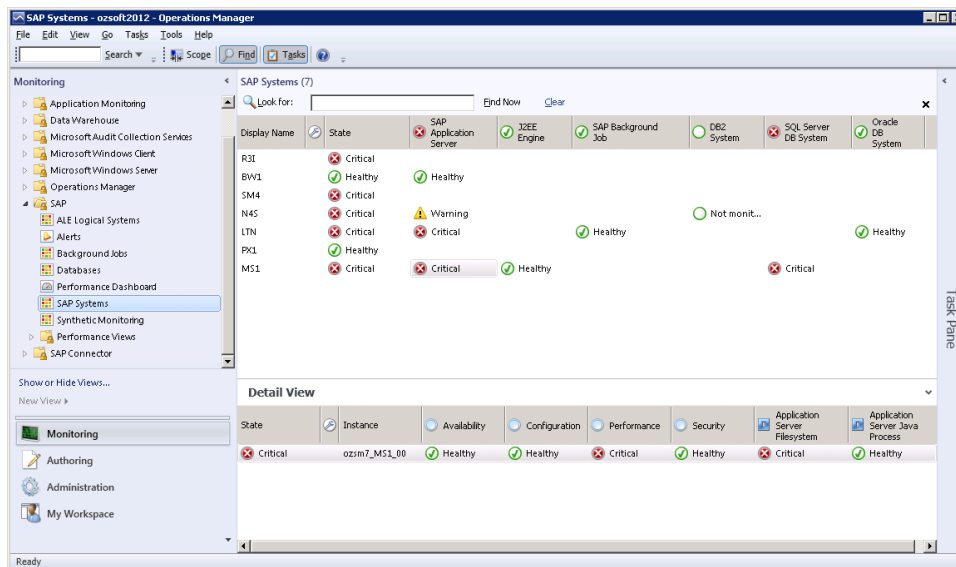 SAP Systems - ozsoft2012 - Operations Manager
File Edit View Go Tasks Tools Help
Search Scope Find Tasks
Monitoring
Application Monitoring
Data Warehouse
Microsoft Audit Collection Services
Microsoft Windows Client
Microsoft Windows Server
Operations Manager
SAP
ALE Logical Systems
Alerts
Background Jobs
Databases
Performance Dashboard
SAP Systems
Synthetic Monitoring
Performance Views
SAP Connector
Show or Hide Views...
New View
Monitoring
Authoring
Administration
My Workspace
SAP Systems (7)
Look for: Find Now Clear
Display Name State SAP Application Server J2EE Engine SAP Background Job DB2 System SQL Server DB System Oracle DB System
R3I Critical
BW1 Healthy Healthy
SM4 Critical
N4S Critical Warning Not monit...
LTN Critical Critical Healthy Healthy
PX1 Healthy
MS1 Critical Critical Healthy Critical
Detail View
State Instance Availability Configuration Performance Security Application Server Filesystem Application Server Java Process
Critical ozsm7_MS1_00 Healthy Healthy Critical Healthy Critical Healthy
Task Pane
Ready